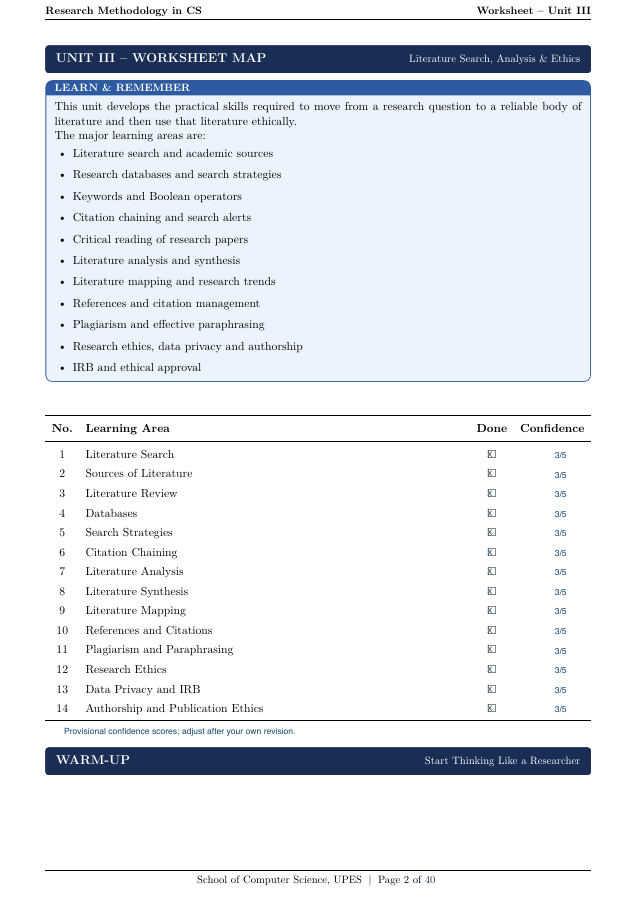 Research Methodology in CS Worksheet – Unit III
UNIT III – WORKSHEET MAP Literature Search, Analysis & Ethics
LEARN & REMEMBER
This unit develops the practical skills required to move from a research question to a reliable body of
literature and then use that literature ethically.
The major learning areas are:
• Literature search and academic sources
• Research databases and search strategies
• Keywords and Boolean operators
• Citation chaining and search alerts
• Critical reading of research papers
• Literature analysis and synthesis
• Literature mapping and research trends
• References and citation management
• Plagiarism and effective paraphrasing
• Research ethics, data privacy and authorship
• IRB and ethical approval
No. Learning Area Done Confidence
1 Literature Search 3/5
2 Sources of Literature 3/5
3 Literature Review 3/5
4 Databases 3/5
5 Search Strategies 3/5
6 Citation Chaining 3/5
7 Literature Analysis 3/5
8 Literature Synthesis 3/5
9 Literature Mapping 3/5
10 References and Citations 3/5
11 Plagiarism and Paraphrasing 3/5
12 Research Ethics 3/5
13 Data Privacy and IRB 3/5
14 Authorship and Publication Ethics 3/5
Provisional confidence scores; adjust after your own revision.
WARM-UP Start Thinking Like a Researcher
School of Computer Science, UPES | Page 2 of 40